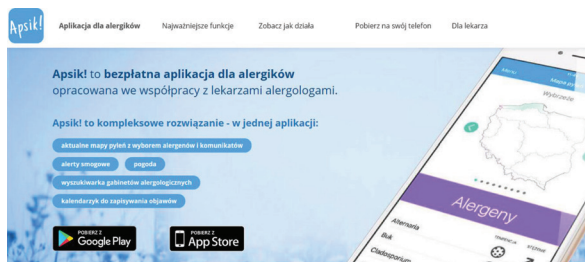 Apsik!
Aplikacja dla alergików
Najważniejsze funkcje
Zobacz jak działa
Pobierz na swój telefon
Dla lekarza
Apsik! to bezpłatna aplikacja dla alergików
opracowana we współpracy z lekarzami alergologami.
Apsik! to kompleksowe rozwiązanie - w jednej aplikacji:
aktualne mapy pyleń z wyborem alergenów i komunikatów
alerty smogowe
pogoda
wyszukiwarka gabinetów alergologicznych
kalendarzyk do zapisywania objawów
POBIERZ Z
Google Play
POBIERZ Z
App Store
Menu
Wybrzeże
Alergeny
Alternaria
Buk
Cladosporium